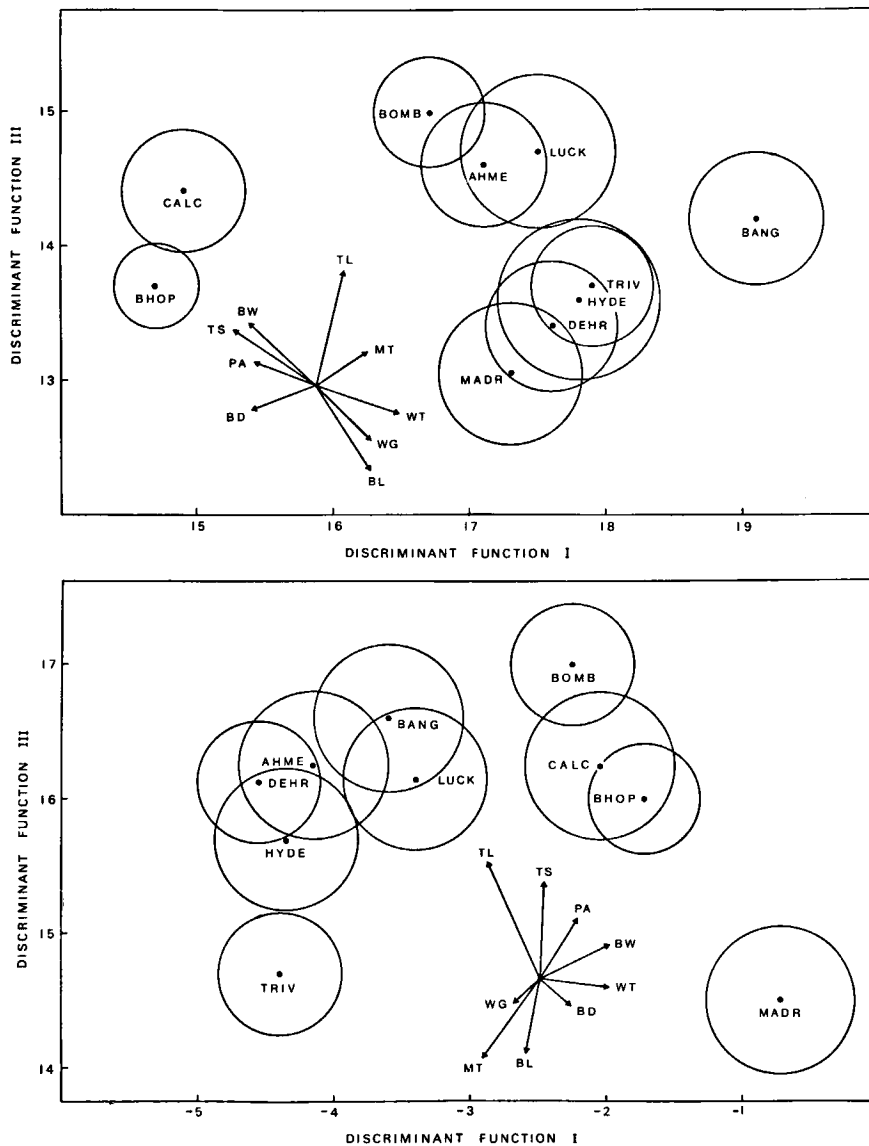 BOMB
15
LUCK
AHME
CALC
BANG
14
TL
BHOP
TRIV
HYDE
BW
TS
DEHR
MT
PA
MADR
13
BD
WT
WG
BL
15 16 17 18 19
DISCRIMINANT FUNCTION I
DISCRIMINANT FUNCTION III
17
BOMB
BANG
AHME
CALC
DEHR
LUCK
BHOP
16
HYDE
TL
TS
PA
15
BW
TRIV
WT
WG
BD
MADR
14
MT
BL
-5 -4 -3 -2 -1
DISCRIMINANT FUNCTION I
DISCRIMINANT FUNCTION III